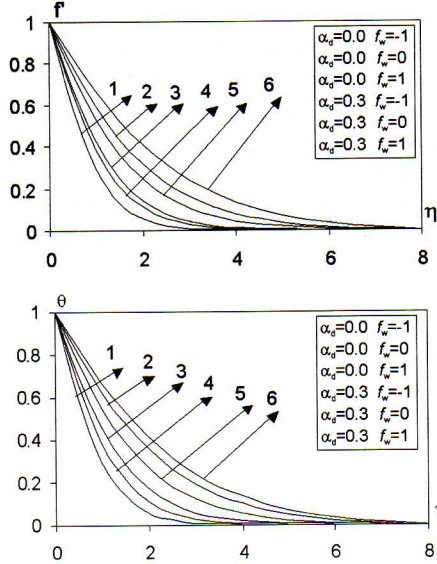 f'
1
0.8
0.6
0.4
0.2
0
0 2 4 6 8
η
1 2 3 4 5 6
α_d=0.0 f_w=-1
α_d=0.0 f_w=0
α_d=0.0 f_w=1
α_d=0.3 f_w=-1
α_d=0.3 f_w=0
α_d=0.3 f_w=1
θ
1
0.8
0.6
0.4
0.2
0
0 2 4 6 8
1 2 3 4 5 6
α_d=0.0 f_w=-1
α_d=0.0 f_w=0
α_d=0.0 f_w=1
α_d=0.3 f_w=-1
α_d=0.3 f_w=0
α_d=0.3 f_w=1